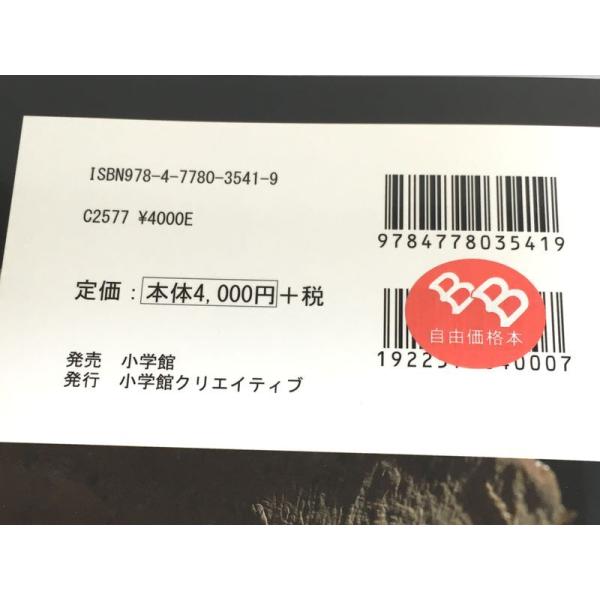 ISBN978-4-7780-3541-9
C2577 ¥4000E
9784778035419
定価：本体4,000円+税
BB
自由価格本
発売 小学館
発行 小学館クリエイティブ